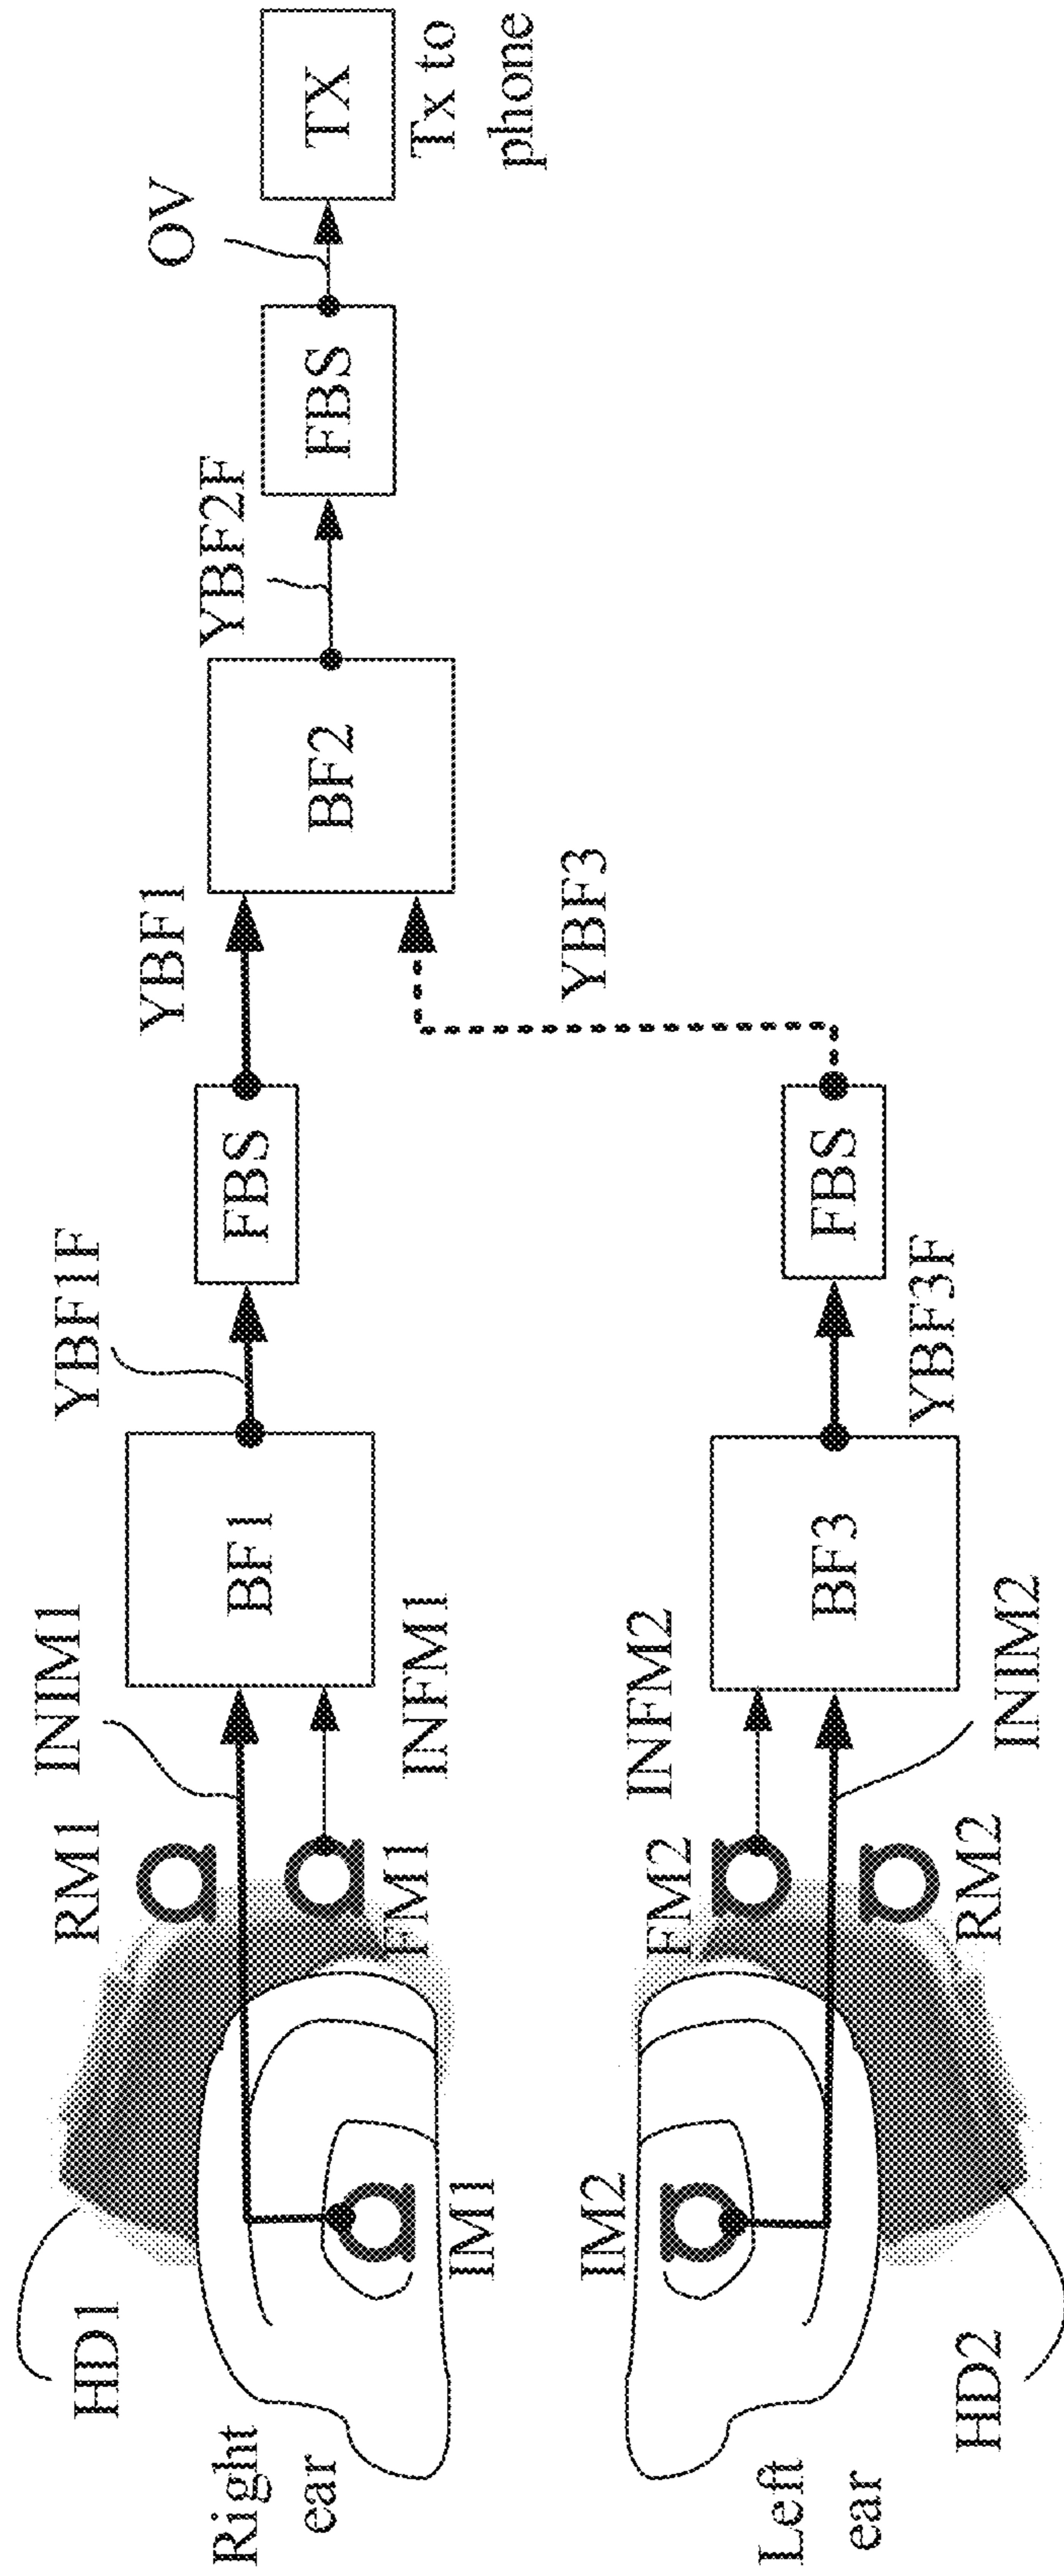 Right
ear
HD1
IM1
RM1
FM1
INIM1
INFM1
BF1
YBF1F
FBS
YBF1
BF2
YBF2F
FBS
OV
TX
Tx to
phone
Left
ear
HD2
IM2
FM2
RM2
INFM2
INIM2
BF3
YBF3F
FBS
YBF3